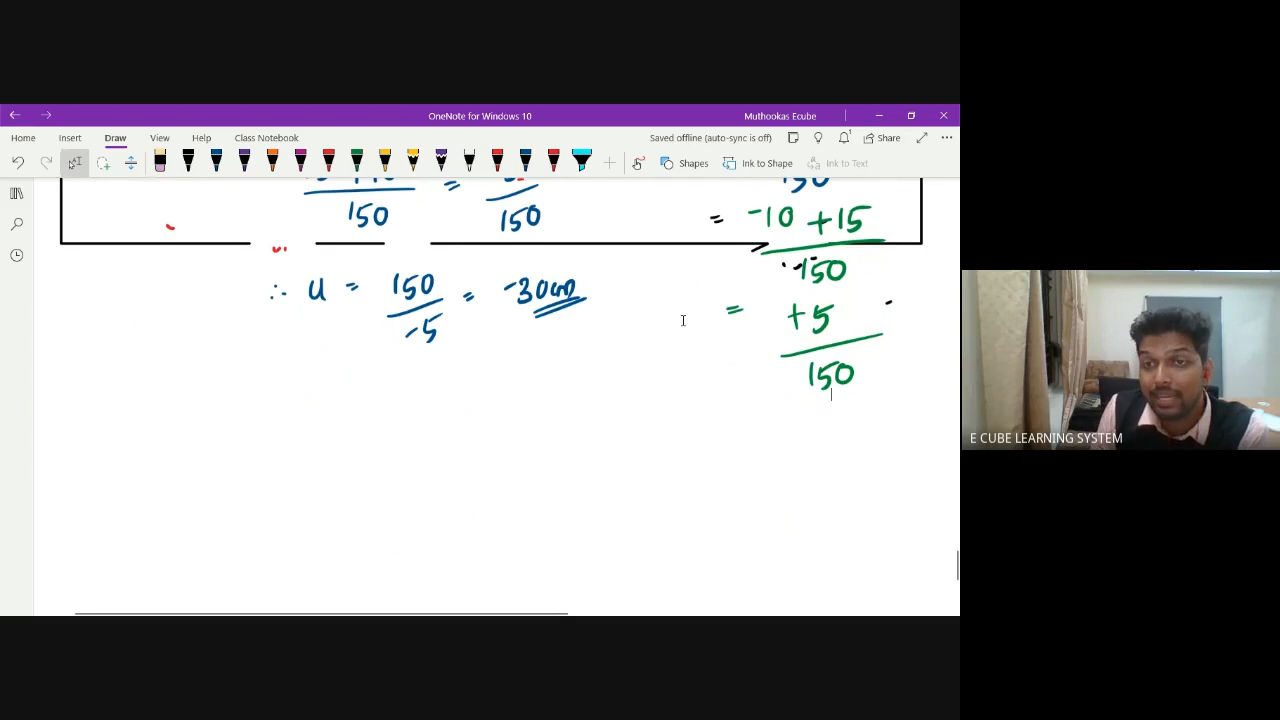 OneNote for Windows 10
Muthookas Ecube
Home Insert Draw View Help Class Notebook
Saved offline (auto-sync is off)
Share
Shapes
Ink to Shape
Ink to Text
150
=
150
= 150
= -10 +15
150
∴ u = 150 = -30cm
-5
= +5
150
E CUBE LEARNING SYSTEM